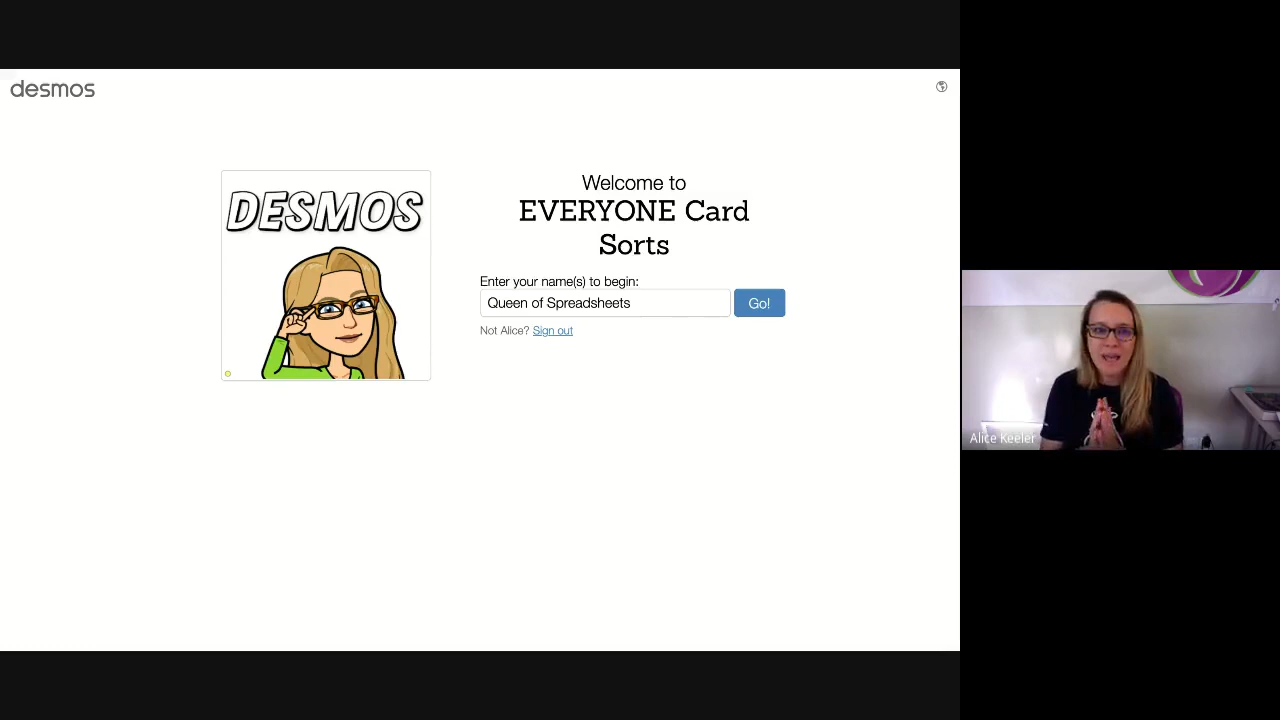 desmos
DESMOS
Welcome to
EVERYONE Card
Sorts
Enter your name(s) to begin:
Queen of Spreadsheets
Go!
Not Alice? Sign out
Alice Keeler